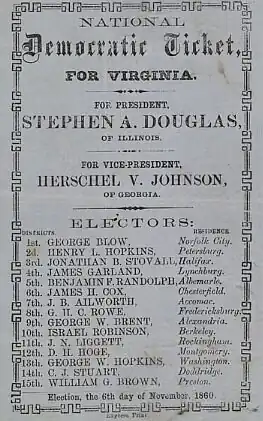 NATIONAL
Democratic Ticket,
FOR VIRGINIA.
FOR PRESIDENT,
STEPHEN A. DOUGLAS,
OF ILLINOIS.
FOR VICE-PRESIDENT,
HERSCHEL V. JOHNSON,
OF GEORGIA.
ELECTORS:
DISTRICTS. RESIDENCE
1st. GEORGE BLOW, Norfolk City.
2d. HENRY L. HOPKINS, Petersburg.
3rd. JONATHAN B. STOVALL, Halifax.
4th. JAMES GARLAND, Lynchburg.
5th. BENJAMIN F. RANDOLPH, Albemarle.
6th. JAMES H. COX, Chesterfield.
7th. J. B. AILWORTH, Accomac.
8th. G. H. C. ROWE, Fredericksburg.
9th. GEORGE W. BRENT, Alexandria.
10th. ISRAEL ROBINSON, Berkeley.
11th. J. N. LIGGETT, Rockingham.
12th. D. H. HOGE, Montgomery.
13th. GEORGE W. HOPKINS, Washington.
14th. C. J. STUART, Doddridge.
15th. WILLIAM G. BROWN, Preston.
Election, the 6th day of November, 1860.
Print